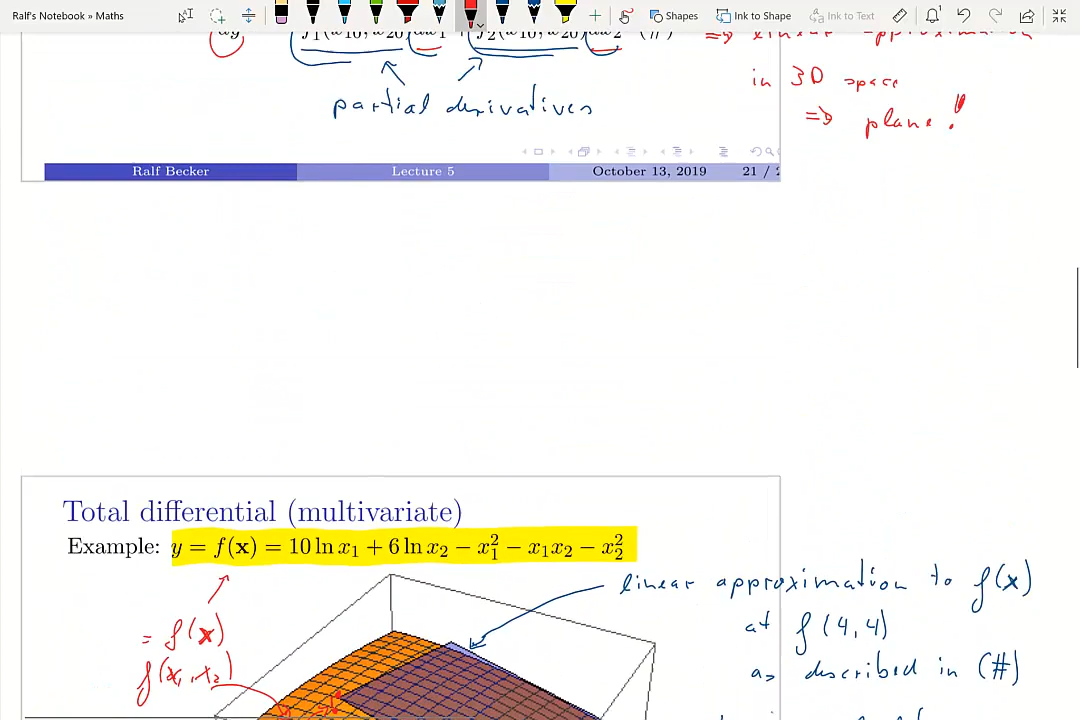 Ralf's Notebook » Maths
Shapes
Ink to Shape
Ink to Text
(#)
in 3D space
partial derivatives
⇒ plane!
Ralf Becker
Lecture 5
October 13, 2019
21 /
Total differential (multivariate)
Example: y = f(x) = 10 ln x₁ + 6 ln x₂ − x₁² − x₁x₂ − x₂²
linear approximation to f(x)
at f(4,4)
= f(x)
f(x₁, x₂)
as described in (#)